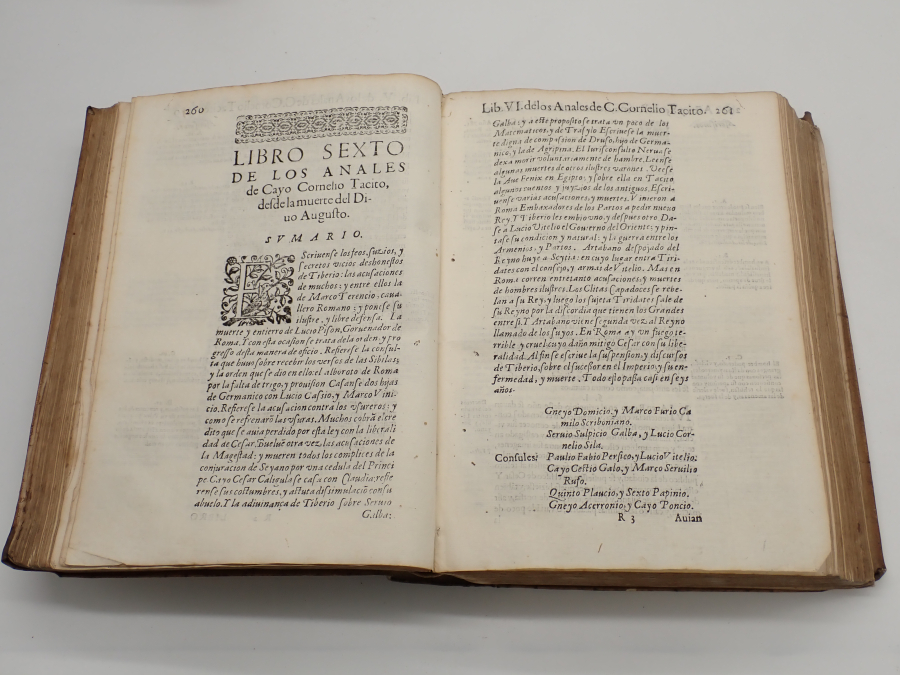 260
LIBRO SEXTO
DE LOS ANALES
de Cayo Cornelio Tacito,
desde la muerte del Di-
uo Augusto.
SVMARIO.
EScriuense los feos, suzios, y
secretos vicios deshonestos
de Tiberio: las acusaciones
de muchos: y entre ellos la
de Marco Terencio: caua-
llero Romano: y ponese su
ilustre, y libre defensa. La
muerte y entierro de Lucio Pison, Gouernador de
Roma. Y con esta ocasion se trata de la orden, y pro-
gresso desta manera de oficio. Refierese la consul-
ta que huuo sobre recebir los versos de las Sibilas;
y la orden que se dio en ello: el alboroto de Roma
por la falta de trigo, y prouision Casanse dos hijas
de Germanico con Lucio Cassio, y Marco Vini-
cio. Refierese la acusacion contra los vsureros: y
como se refrenarō las vsuras. Muchos cobrā el cre
dito que se auia perdido por esta ley con la liberali
dad de Cesar. Buelue otra vez las acusaciones de
la Magestad: y mueren todos los complices de la
conjuracion de Seyano por vna cedula del Princi
pe Cayo Cesar Caligula se casa con Claudia; refie
rense sus costumbres, y astuta disimulaciō con su
abuelo. Y la adiuinança de Tiberio sobre Seruio
Galba:
Lib. VI. de los Anales de C. Cornelio Tacito. 261
Galba: y a este proposito se trata vn poco de los
Matematicos, y de Trasylo Escriuese la muer-
te digna de compasion de Druso, hijo de Germa-
nico, y la de Agripina. El Iurisconsulto Nerua se
dexa morir voluntariamente de hambre. Leense
algunas muertes de otros ilustres varones. Veese
la Aue Fenix en Egipto; y sobre ella en Tacito
algunos cuentos y juyzios de los antiguos. Escri-
uense varias acusaciones, y muertes. Vinieron a
Roma Embaxadores de los Partos a pedir nueuo
Rey. Y Tiberio les embio vno, y despues otro Da-
se a Lucio Vitelio el Gouerno del Oriente: y pin-
tase su condicion y natural: y la guerra entre los
Armenios, y Partos. Artabano despojado del
Reyno huye a Scytia: en cuyo lugar entra Tiri-
dates con el consejo, y armas de Vitelio. Mas en
Roma corren entretanto acusaciones, y muertes
de hombres ilustres. Los Clitas Capadoces se rebe-
lan a su Rey, y luego los sujeta Tiridates sale de
su Reyno por la discordia que tienen los Grandes
entre si. Y Artabano viene segunda vez al Reyno
llamado de los suyos. En Roma ay vn fuego te-
rrible y cruel, cuyo daño mitigo Cesar con su libe-
ralidad. Al fin se escriue la suspension, y discursos
de Tiberio, sobre el sucessor en el Imperio, y su en-
fermedad, y muerte. Todo esto passa casi en seys
años.
Gneyo Domicio, y Marco Furio Ca
milo Scriboniano.
Seruio Sulpicio Galba, y Lucio Cor-
nelio Sila.
Consules: Paulio Fabio Persico, y Lucio Vitelio.
Cayo Cestio Galo, y Marco Seruilio
Rufo.
Quinto Plaucio, y Sexto Papinio.
Gneyo Acerronio, y Cayo Poncio.
R 3 Auian